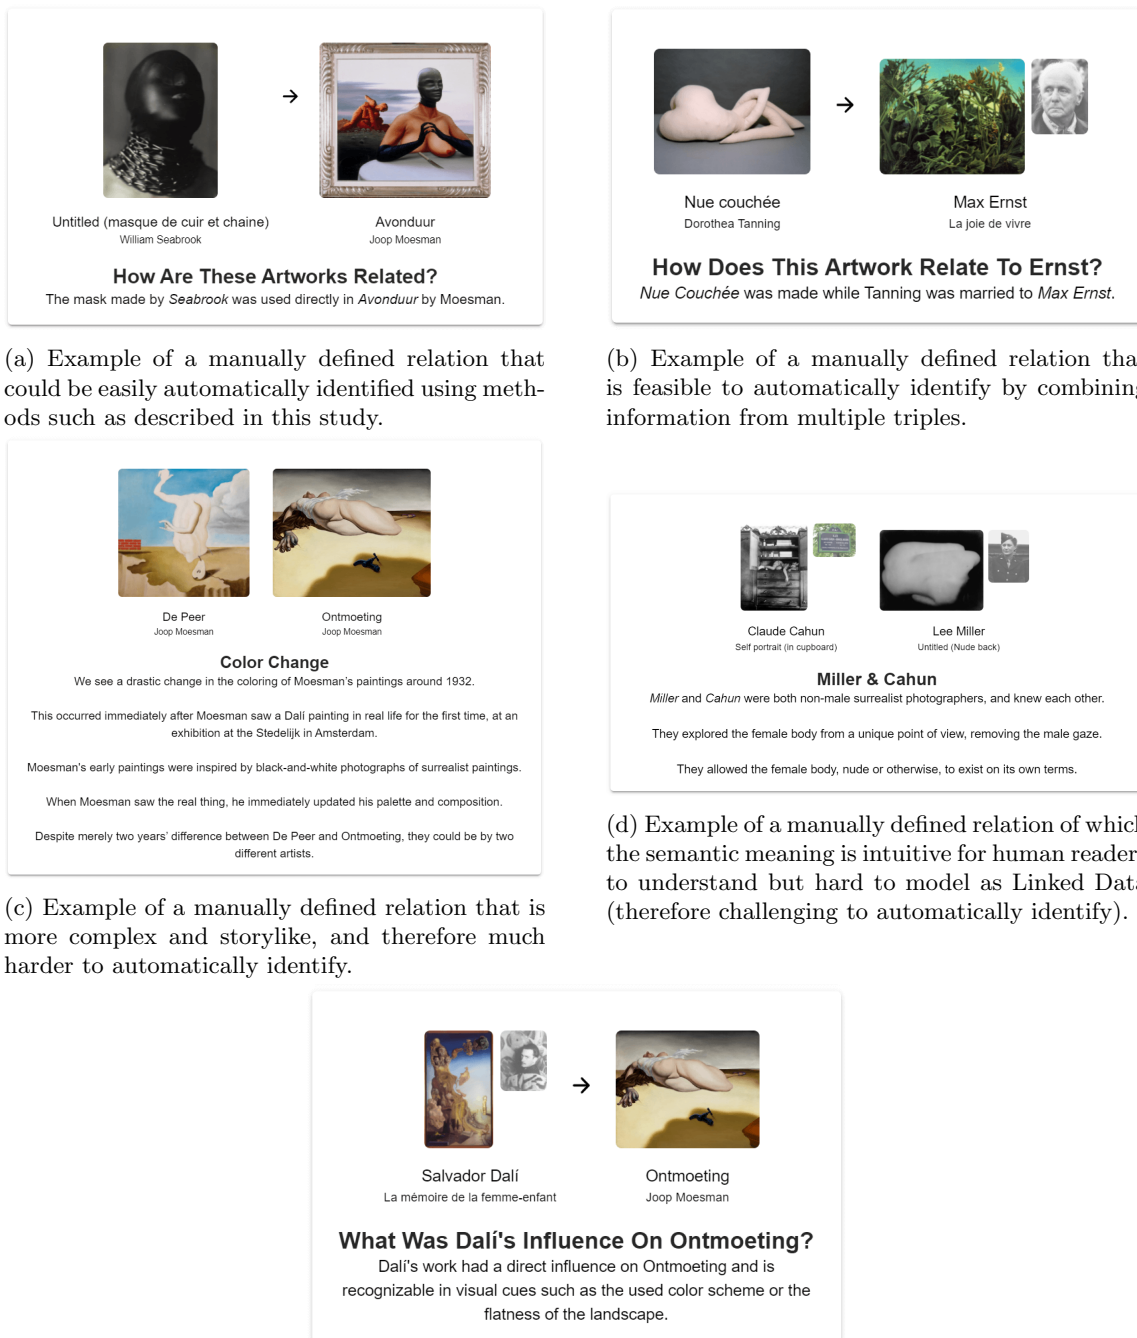 Untitled (masque de cuir et chaine)
William Seabrook
Avonduur
Joop Moesman
How Are These Artworks Related?
The mask made by Seabrook was used directly in Avonduur by Moesman.
(a) Example of a manually defined relation that
could be easily automatically identified using meth-
ods such as described in this study.
Nue couchée
Dorothea Tanning
Max Ernst
La joie de vivre
How Does This Artwork Relate To Ernst?
Nue Couchée was made while Tanning was married to Max Ernst.
(b) Example of a manually defined relation tha
is feasible to automatically identify by combining
information from multiple triples.
De Peer
Joop Moesman
Ontmoeting
Joop Moesman
Color Change
We see a drastic change in the coloring of Moesman's paintings around 1932.
This occurred immediately after Moesman saw a Dalí painting in real life for the first time, at an
exhibition at the Stedelijk in Amsterdam.
Moesman's early paintings were inspired by black-and-white photographs of surrealist paintings.
When Moesman saw the real thing, he immediately updated his palette and composition.
Despite merely two years' difference between De Peer and Ontmoeting, they could be by two
different artists.
(c) Example of a manually defined relation that is
more complex and storylike, and therefore much
harder to automatically identify.
Claude Cahun
Self portrait (in cupboard)
Lee Miller
Untitled (Nude back)
Miller & Cahun
Miller and Cahun were both non-male surrealist photographers, and knew each other.
They explored the female body from a unique point of view, removing the male gaze.
They allowed the female body, nude or otherwise, to exist on its own terms.
(d) Example of a manually defined relation of which
the semantic meaning is intuitive for human reader
to understand but hard to model as Linked Data
(therefore challenging to automatically identify).
Salvador Dalí
La mémoire de la femme-enfant
Ontmoeting
Joop Moesman
What Was Dalí's Influence On Ontmoeting?
Dalí's work had a direct influence on Ontmoeting and is
recognizable in visual cues such as the used color scheme or the
flatness of the landscape.